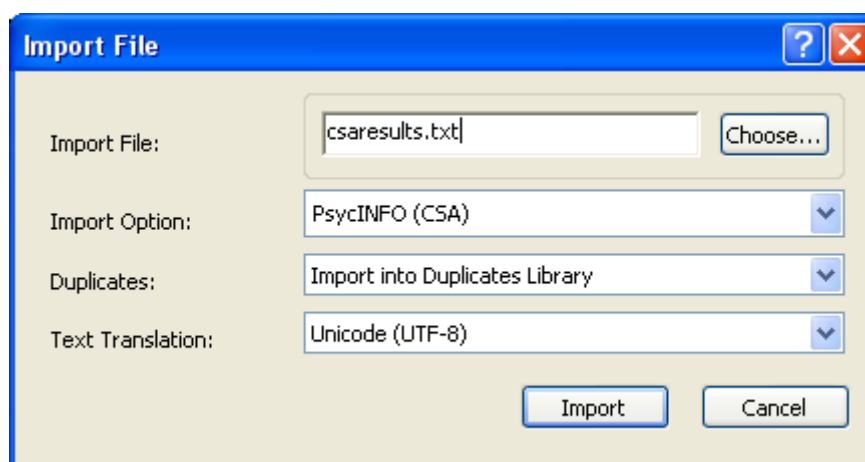 Import File
?
Import File:
csaresults.txt
Choose...
Import Option:
PsycINFO (CSA)
Duplicates:
Import into Duplicates Library
Text Translation:
Unicode (UTF-8)
Import
Cancel